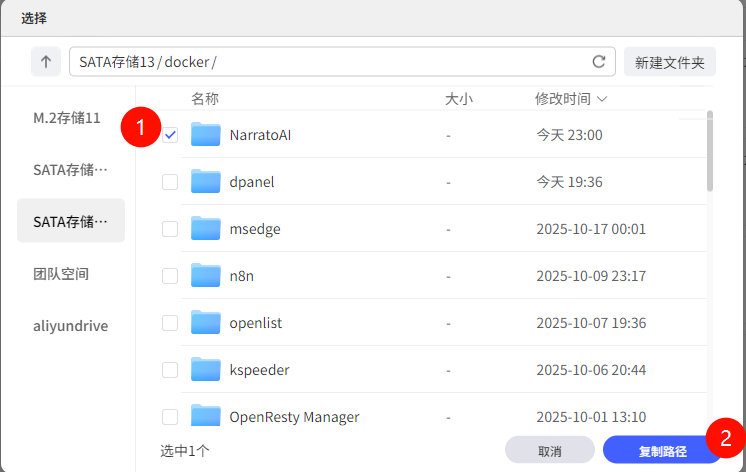 选择
SATA存储13 / docker /
新建文件夹
M.2存储11
SATA存储…
SATA存储…
团队空间
aliyundrive
名称 大小 修改时间
1
NarratoAI - 今天 23:00
dpanel - 今天 19:36
msedge - 2025-10-17 00:01
n8n - 2025-10-09 23:17
openlist - 2025-10-07 19:36
kspeeder - 2025-10-06 20:44
OpenResty Manager - 2025-10-01 13:10
选中1个
取消
复制路径
2